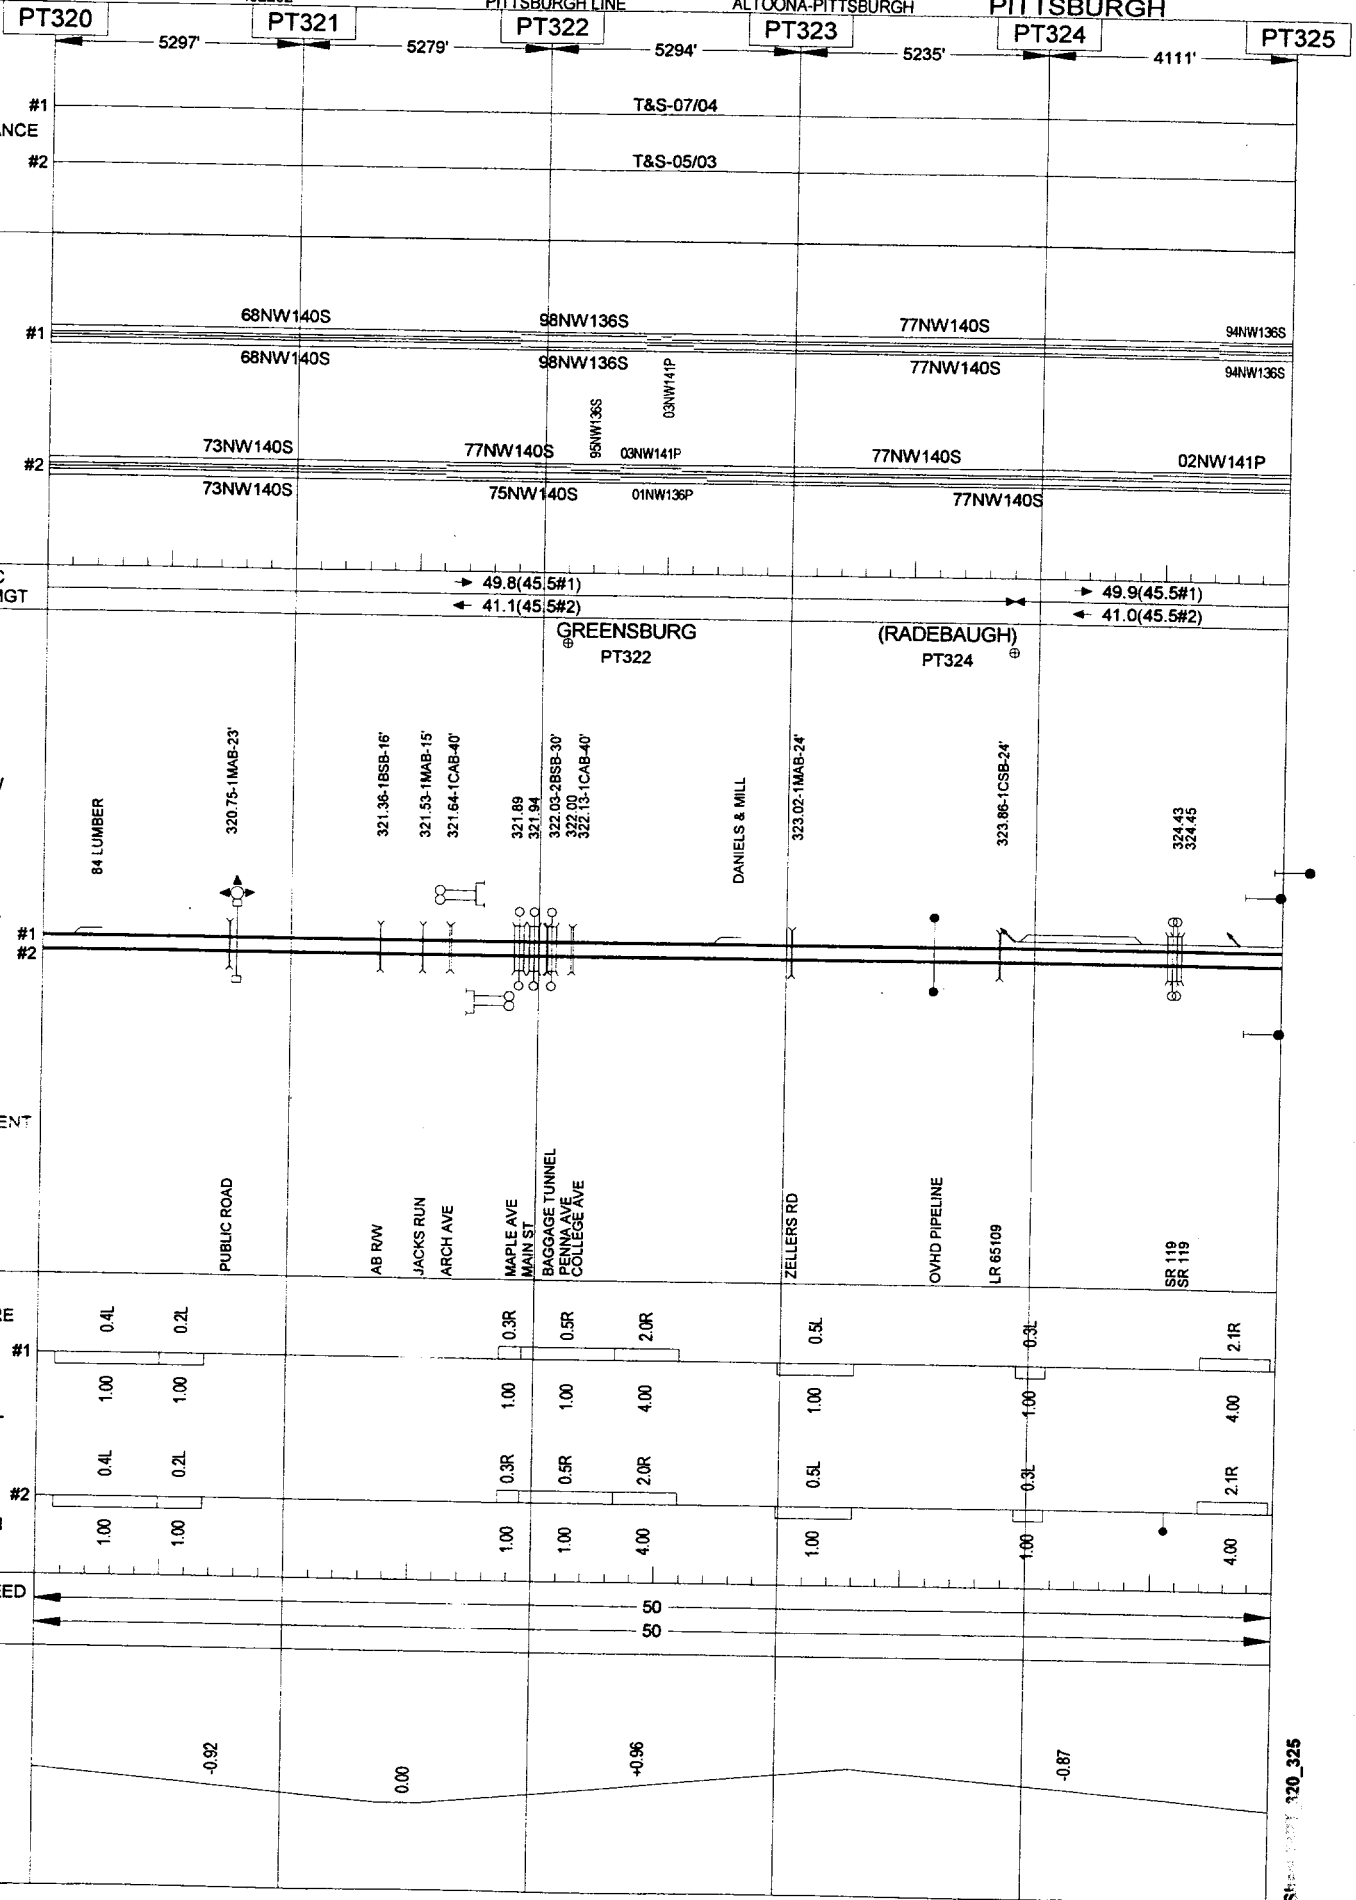 PITTSBURGH LINE ALTOONA-PITTSBURGH PITTSBURGH
PT320 PT321 PT322 PT323 PT324 PT325
5297' 5279' 5294' 5235' 4111'
#1 T&S-07/04
ANCE
#2 T&S-05/03
68NW140S 98NW136S 77NW140S 94NW136S
#1
68NW140S 98NW136S 77NW140S 94NW136S
03NW141P
95NW136S
73NW140S 77NW140S 03NW141P 77NW140S 02NW141P
#2
73NW140S 75NW140S 01NW136P 77NW140S
C
MGT
49.8(45.5#1) 49.9(45.5#1)
41.1(45.5#2) 41.0(45.5#2)
GREENSBURG (RADEBAUGH)
PT322 PT324
84 LUMBER
320.75-1MAB-23'
321.36-1BSB-16'
321.53-1MAB-15'
321.64-1CAB-40'
321.89
321.94
322.03-2BSB-30'
322.00
322.13-1CAB-40'
DANIELS & MILL
323.02-1MAB-24'
323.86-1CSB-24'
324.43
324.45
#1
#2
ENT
PUBLIC ROAD
AB R/W
JACKS RUN
ARCH AVE
MAPLE AVE
MAIN ST
BAGGAGE TUNNEL
PENNA AVE
COLLEGE AVE
ZELLERS RD
OVHD PIPELINE
LR 65109
SR 119
SR 119
RE
0.4L 0.2L 0.3R 0.5R 2.0R 0.5L 0.3L 2.1R
#1
1.00 1.00 1.00 1.00 4.00 1.00 1.00 4.00
0.4L 0.2L 0.3R 0.5R 2.0R 0.5L 0.3L 2.1R
#2
1.00 1.00 1.00 1.00 4.00 1.00 1.00 4.00
EED
50
50
-0.92 0.00 +0.96 -0.87
320_325